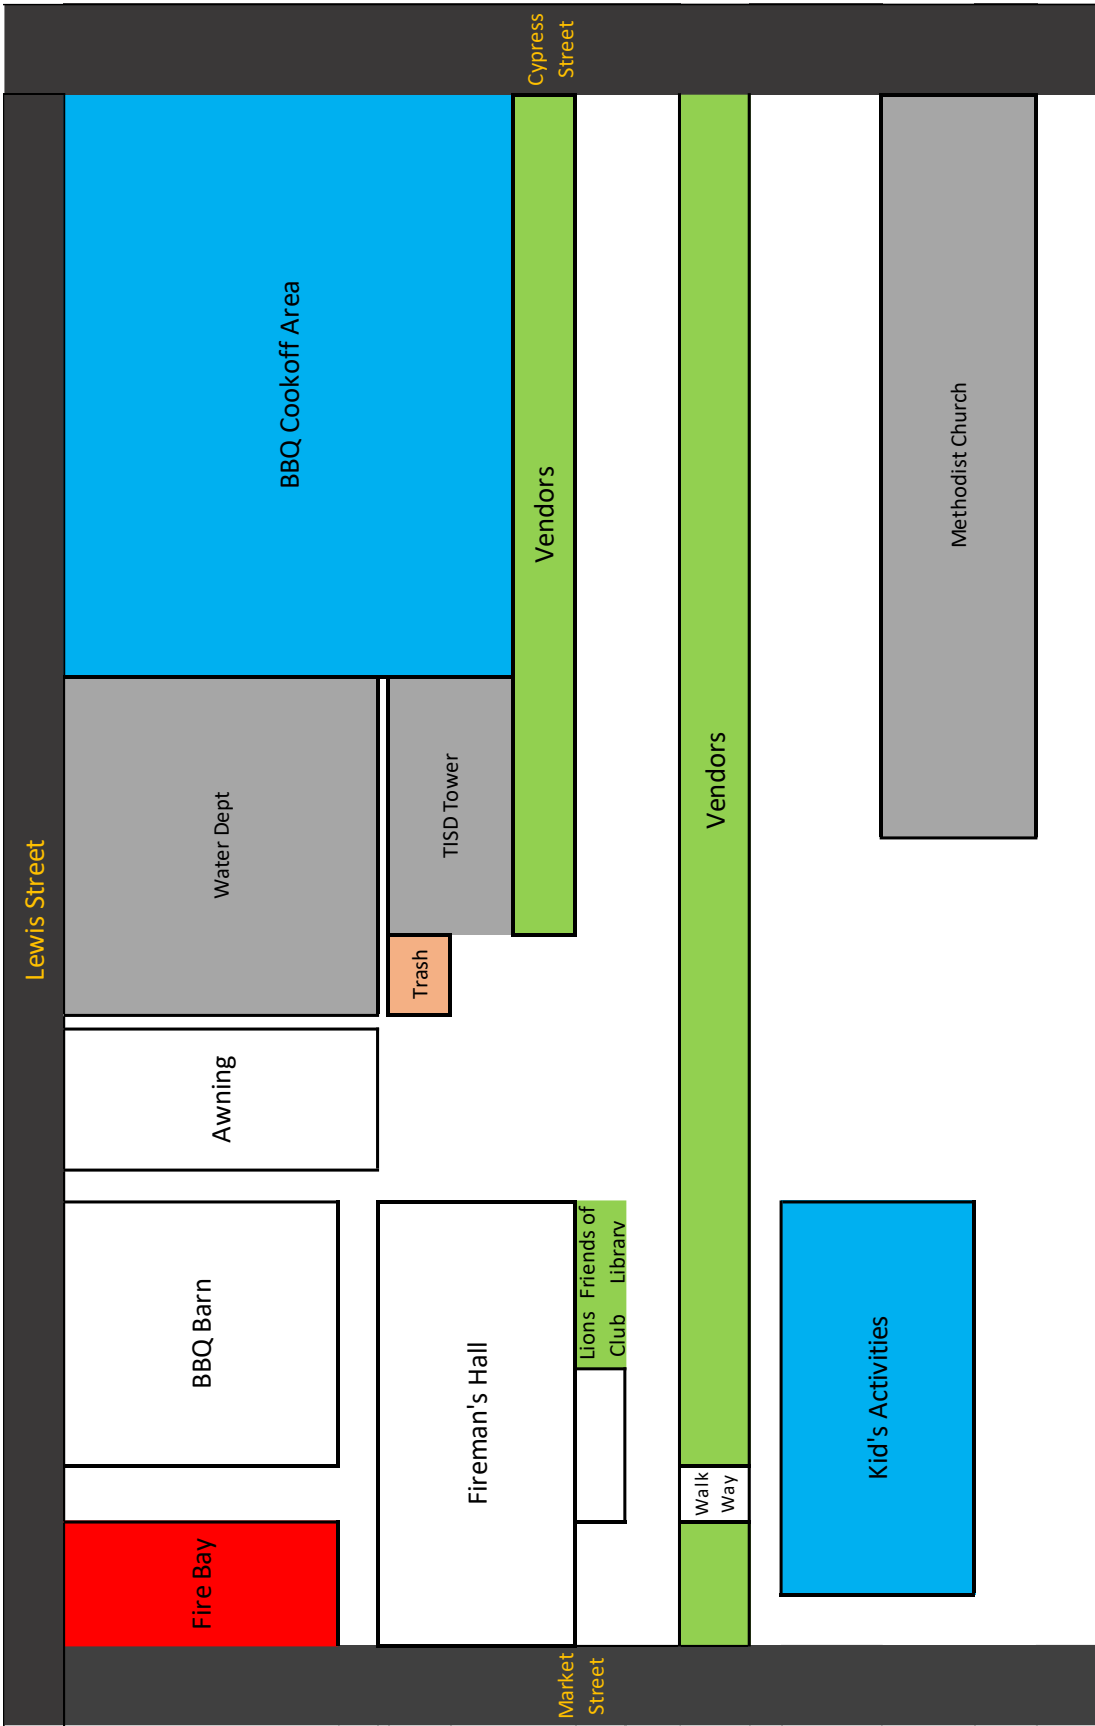 Cypress
Street
Lewis Street
BBQ Cookoff Area
Vendors
Methodist Church
Water Dept
TISD Tower
Vendors
Trash
Awning
BBQ Barn
Fireman's Hall
Lions Friends of
Club Library
Kid's Activities
Walk
Way
Fire Bay
Market
Street